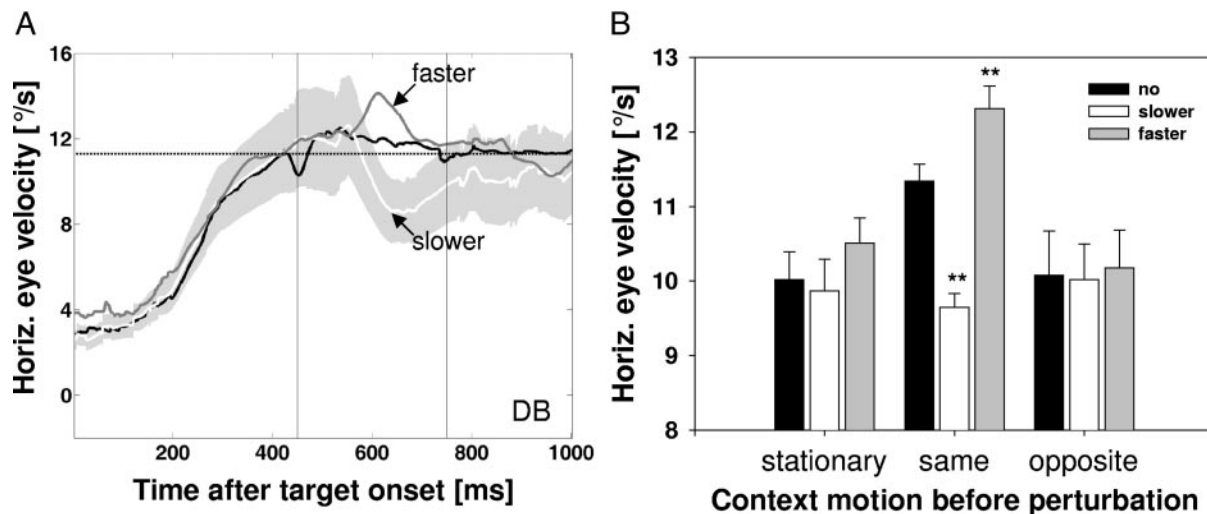 A
Horiz. eye velocity [°/s]
16
12
8
4
0
faster
slower
DB
200
400
600
800
1000
Time after target onset [ms]
B
Horiz. eye velocity [°/s]
13
12
11
10
9
8
**
**
no
slower
faster
stationary
same
opposite
Context motion before perturbation